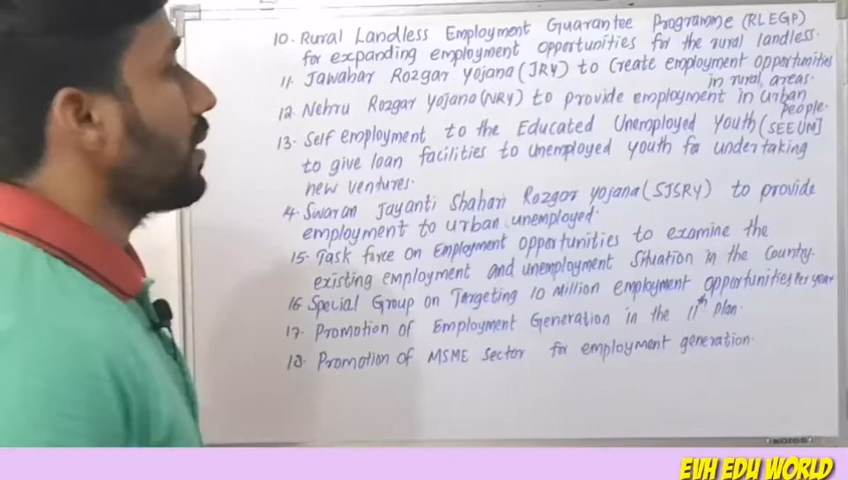 10. Rural Landless Employment Guarantee Programme (RLEGP)
for expanding employment opportunities for the rural landless.
11. Jawahar Rozgar Yojana (JRY) to Create employment opportunities
in rural areas.
12. Nehru Rozgar Yojana (NRY) to provide employment in urban
people.
13. Self employment to the Educated Unemployed Youth (SEEUN]
to give loan facilities to unemployed youth for undertaking
new ventures.
14. Swaran Jayanti Shahari Rozgar Yojana (SJSRY) to provide
employment to urban unemployed.
15. Task force on Employment opportunities to examine the
existing employment and unemployment Situation in the Country.
16 Special Group on Targeting 10 Million employment opportunities Per year
17. Promotion of Employment Generation in the 11th Plan.
18. Promotion of MSME Sector for employment generation.
EVH EDU WORLD